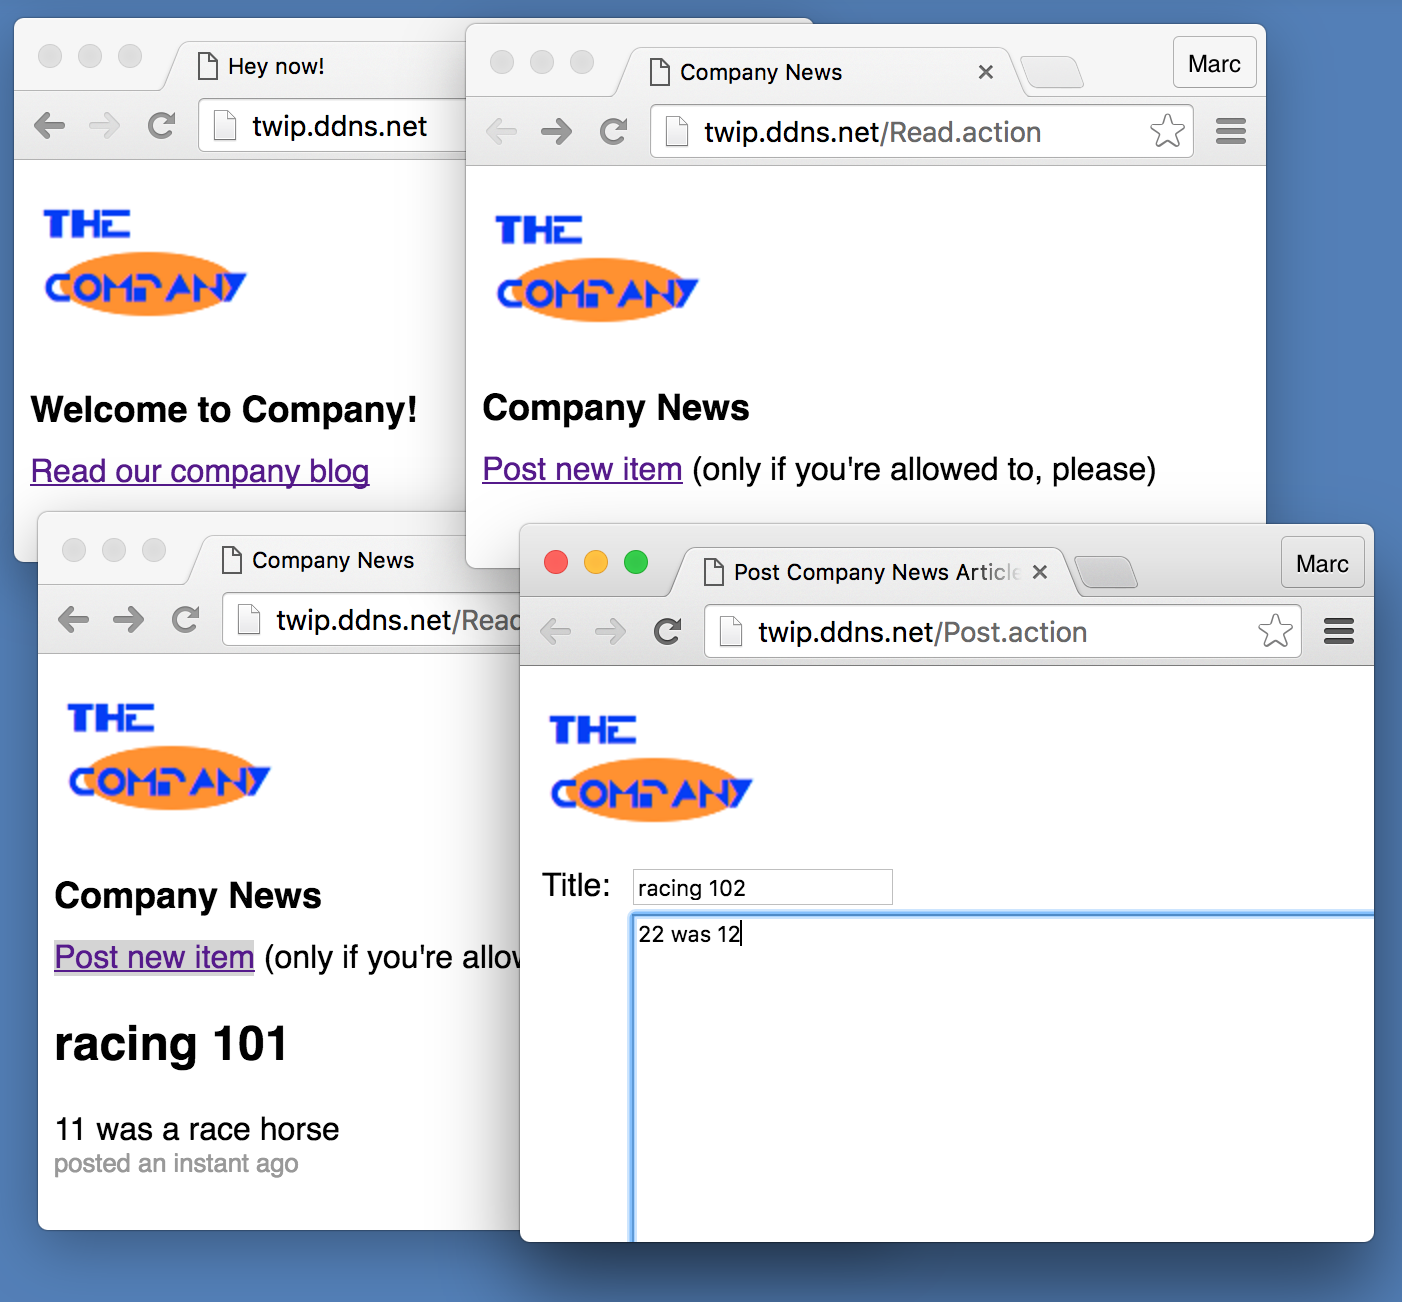 Hey now!
twip.ddns.net
THE
COMPANY
Welcome to Company!
Read our company blog
Company News
Marc
twip.ddns.net/Read.action
THE
COMPANY
Company News
Post new item (only if you're allowed to, please)
Company News
twip.ddns.net/Read
THE
COMPANY
Company News
Post new item (only if you're allow
racing 101
11 was a race horse
posted an instant ago
Post Company News Article
Marc
twip.ddns.net/Post.action
THE
COMPANY
Title: racing 102
22 was 12